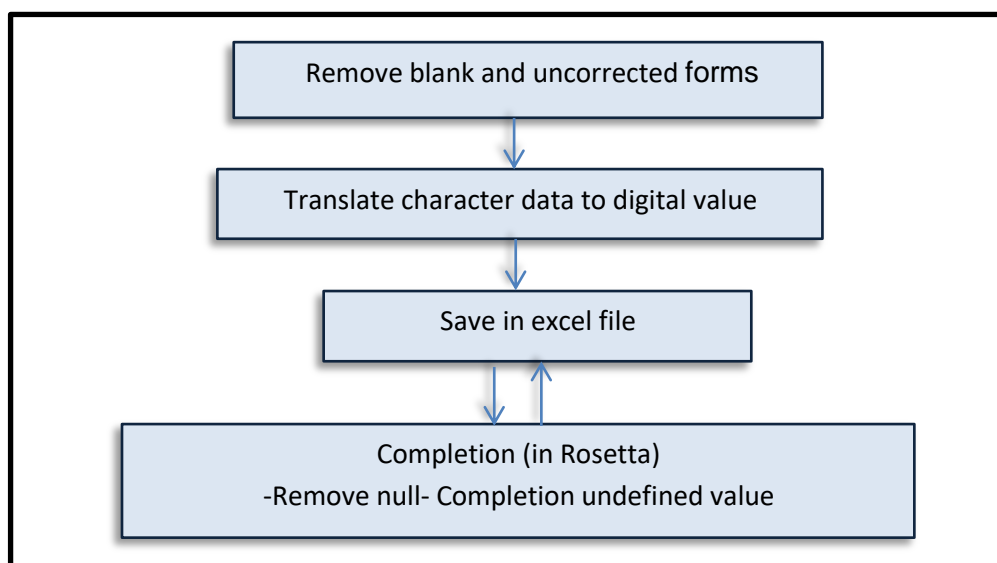 Remove blank and uncorrected forms
Translate character data to digital value
Save in excel file
Completion (in Rosetta)
-Remove null- Completion undefined value